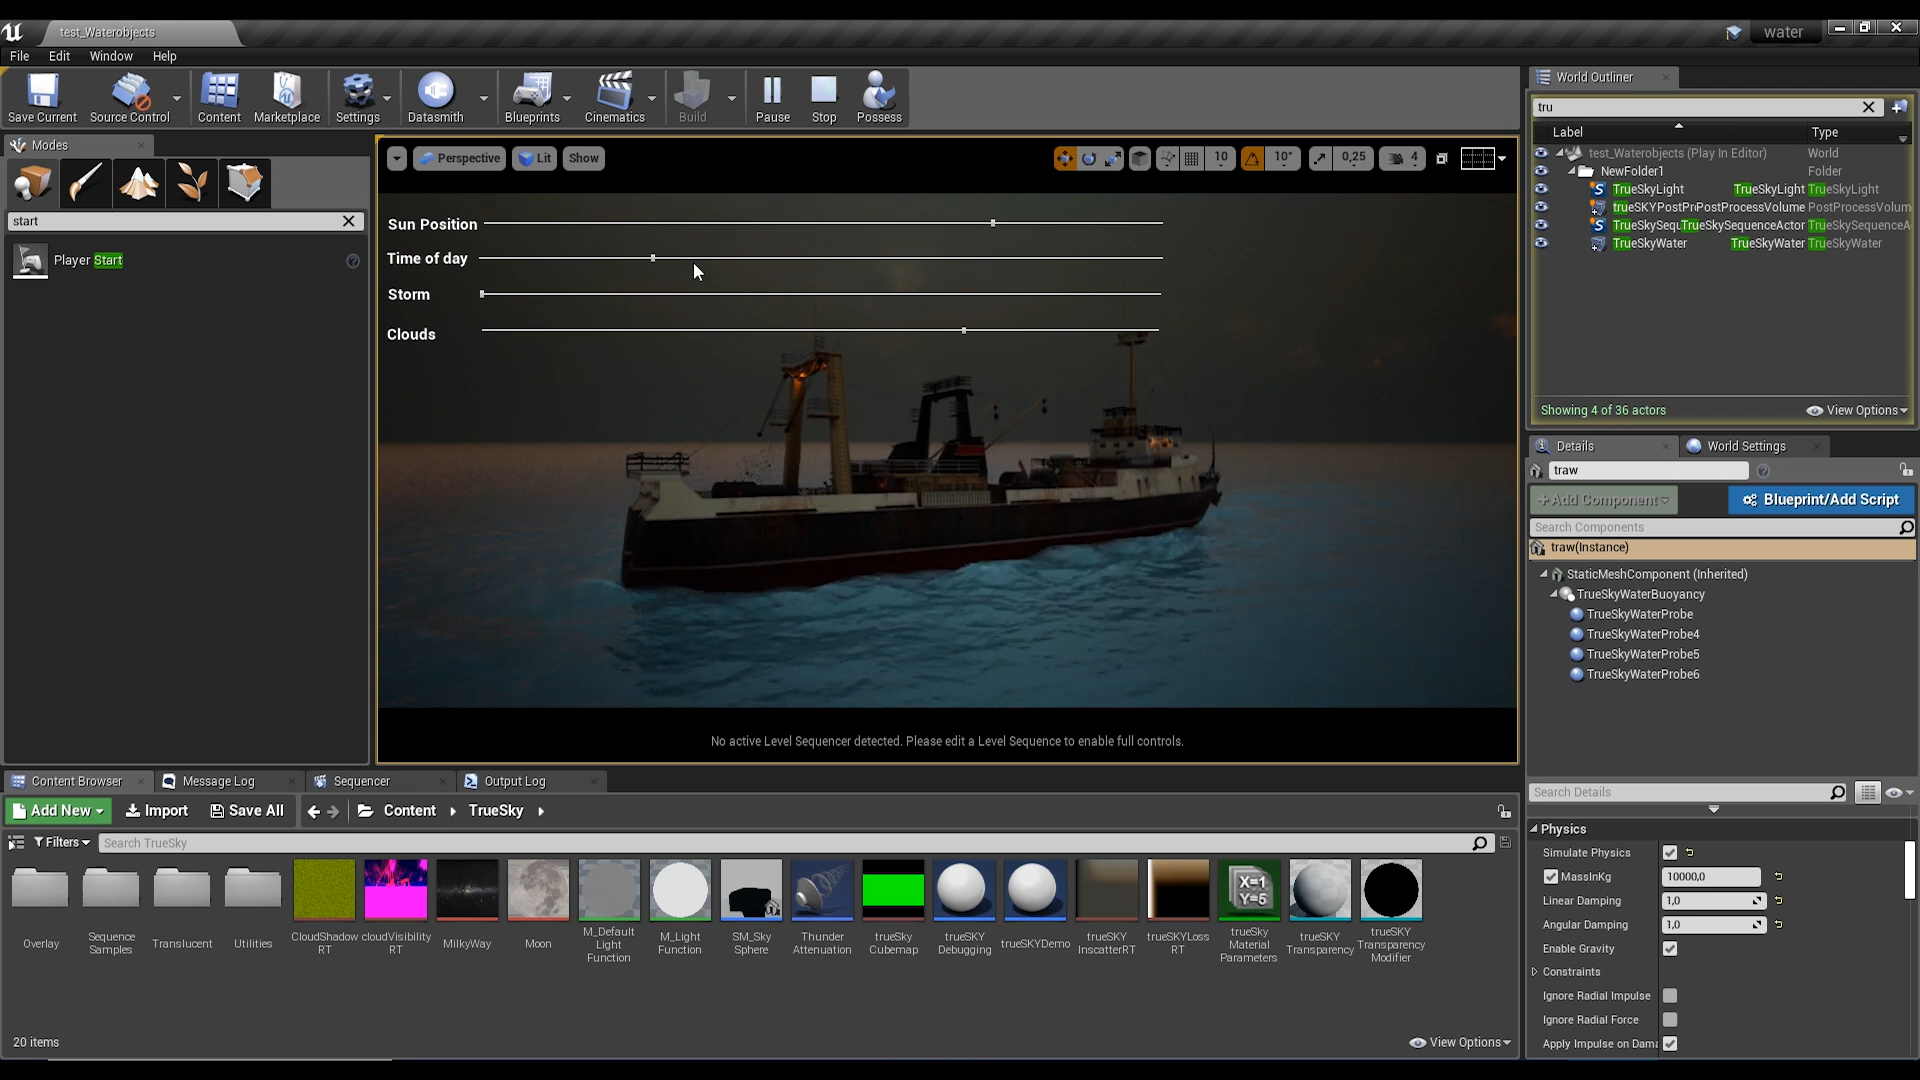 test_Waterobjects
water
File Edit Window Help
Save Current
Source Control
Content
Marketplace
Settings
Datasmith
Blueprints
Cinematics
Build
Pause
Stop
Possess
Modes
start
Player Start
Perspective
Lit
Show
10
10°
0,25
4
Sun Position
Time of day
Storm
Clouds
No active Level Sequencer detected. Please edit a Level Sequence to enable full controls.
World Outliner
tru
Label Type
test_Waterobjects (Play In Editor) World
NewFolder1 Folder
TrueSkyLight TrueSkyLight TrueSkyLight
trueSKYPostPr PostProcessVolume PostProcessVolum
TrueSkySequ TrueSkySequenceActor TrueSkySequenceA
TrueSkyWater TrueSkyWater TrueSkyWater
Showing 4 of 36 actors
View Options
Details
World Settings
traw
+Add Component
Blueprint/Add Script
Search Components
traw(Instance)
StaticMeshComponent (Inherited)
TrueSkyWaterBuoyancy
TrueSkyWaterProbe
TrueSkyWaterProbe4
TrueSkyWaterProbe5
TrueSkyWaterProbe6
Search Details
Physics
Simulate Physics
MassInKg 10000,0
Linear Damping 1,0
Angular Damping 1,0
Enable Gravity
Constraints
Ignore Radial Impulse
Ignore Radial Force
Apply Impulse on Dama
Content Browser
Message Log
Sequencer
Output Log
Add New
Import
Save All
Content
TrueSky
Filters
Search TrueSky
Overlay
Sequence
Samples
Translucent
Utilities
CloudShadow
RT
cloudVisibility
RT
MilkyWay
Moon
M_Default
Light
Function
M_Light
Function
SM_Sky
Sphere
Thunder
Attenuation
trueSky
Cubemap
trueSKY
Debugging
trueSKYDemo
trueSKY
InscatterRT
trueSKYLoss
RT
X=1
Y=5
trueSky
Material
Parameters
trueSKY
Transparency
trueSKY
Transparency
Modifier
20 items
View Options